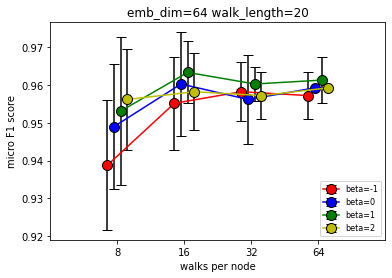 emb_dim=64 walk_length=20
micro F1 score
0.97
0.96
0.95
0.94
0.93
0.92
8
16
32
64
walks per node
beta=-1
beta=0
beta=1
beta=2